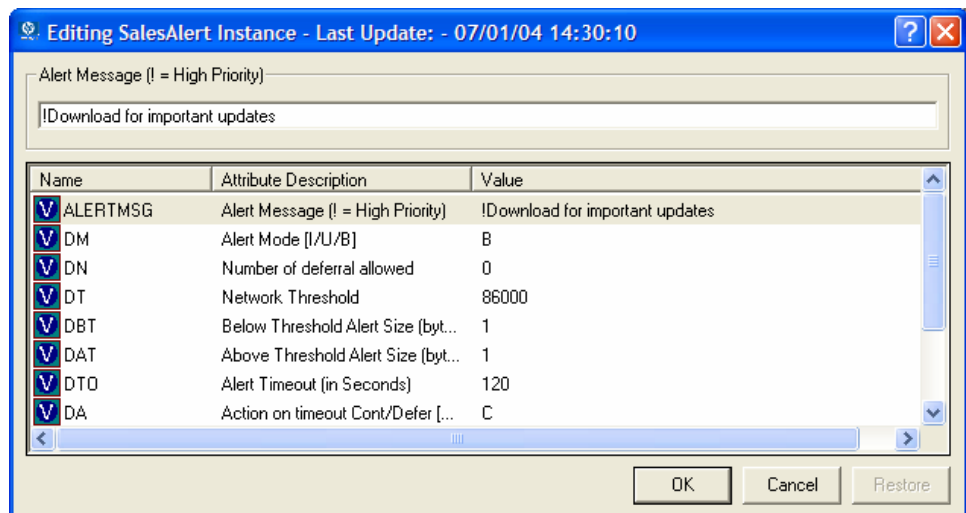 Editing SalesAlert Instance - Last Update: - 07/01/04 14:30:10
Alert Message (! = High Priority)
!Download for important updates
Name Attribute Description Value
V ALERTMSG Alert Message (! = High Priority) !Download for important updates
V DM Alert Mode [I/U/B] B
V DN Number of deferral allowed 0
V DT Network Threshold 86000
V DBT Below Threshold Alert Size (byt... 1
V DAT Above Threshold Alert Size (byt... 1
V DTO Alert Timeout (in Seconds) 120
V DA Action on timeout Cont/Defer [... C
OK Cancel Restore